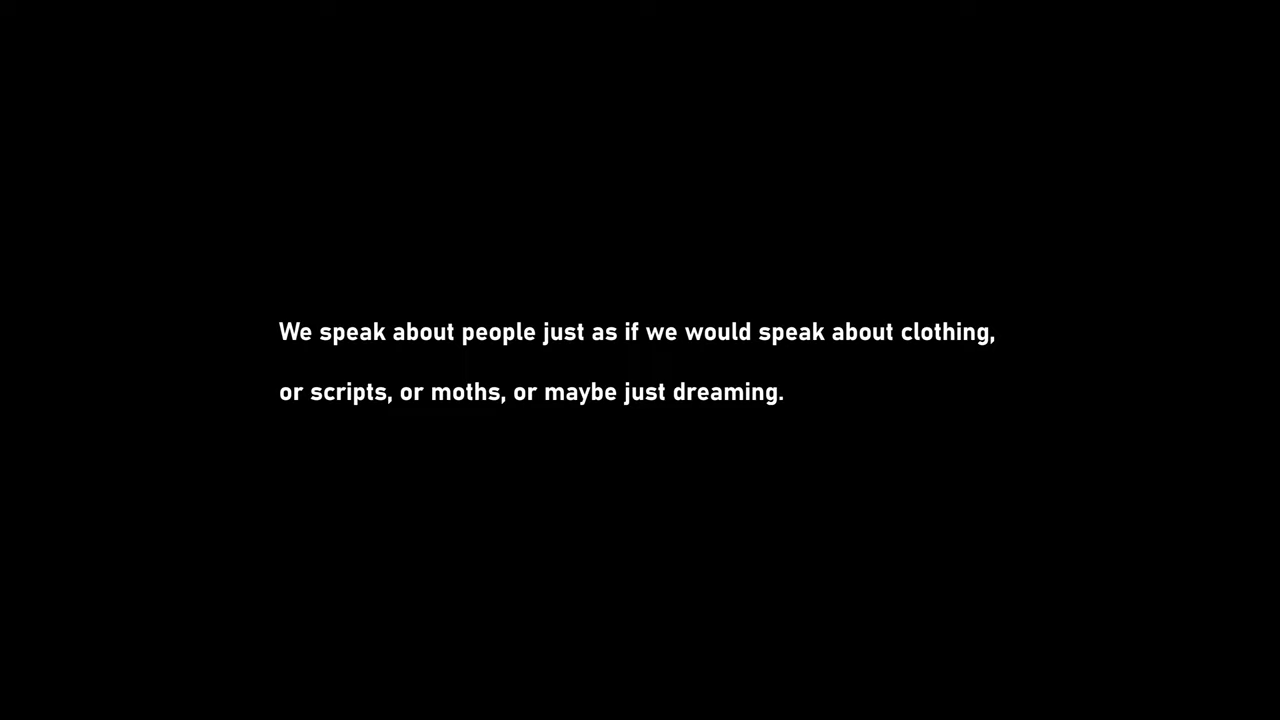 We speak about people just as if we would speak about clothing,
or scripts, or moths, or maybe just dreaming.